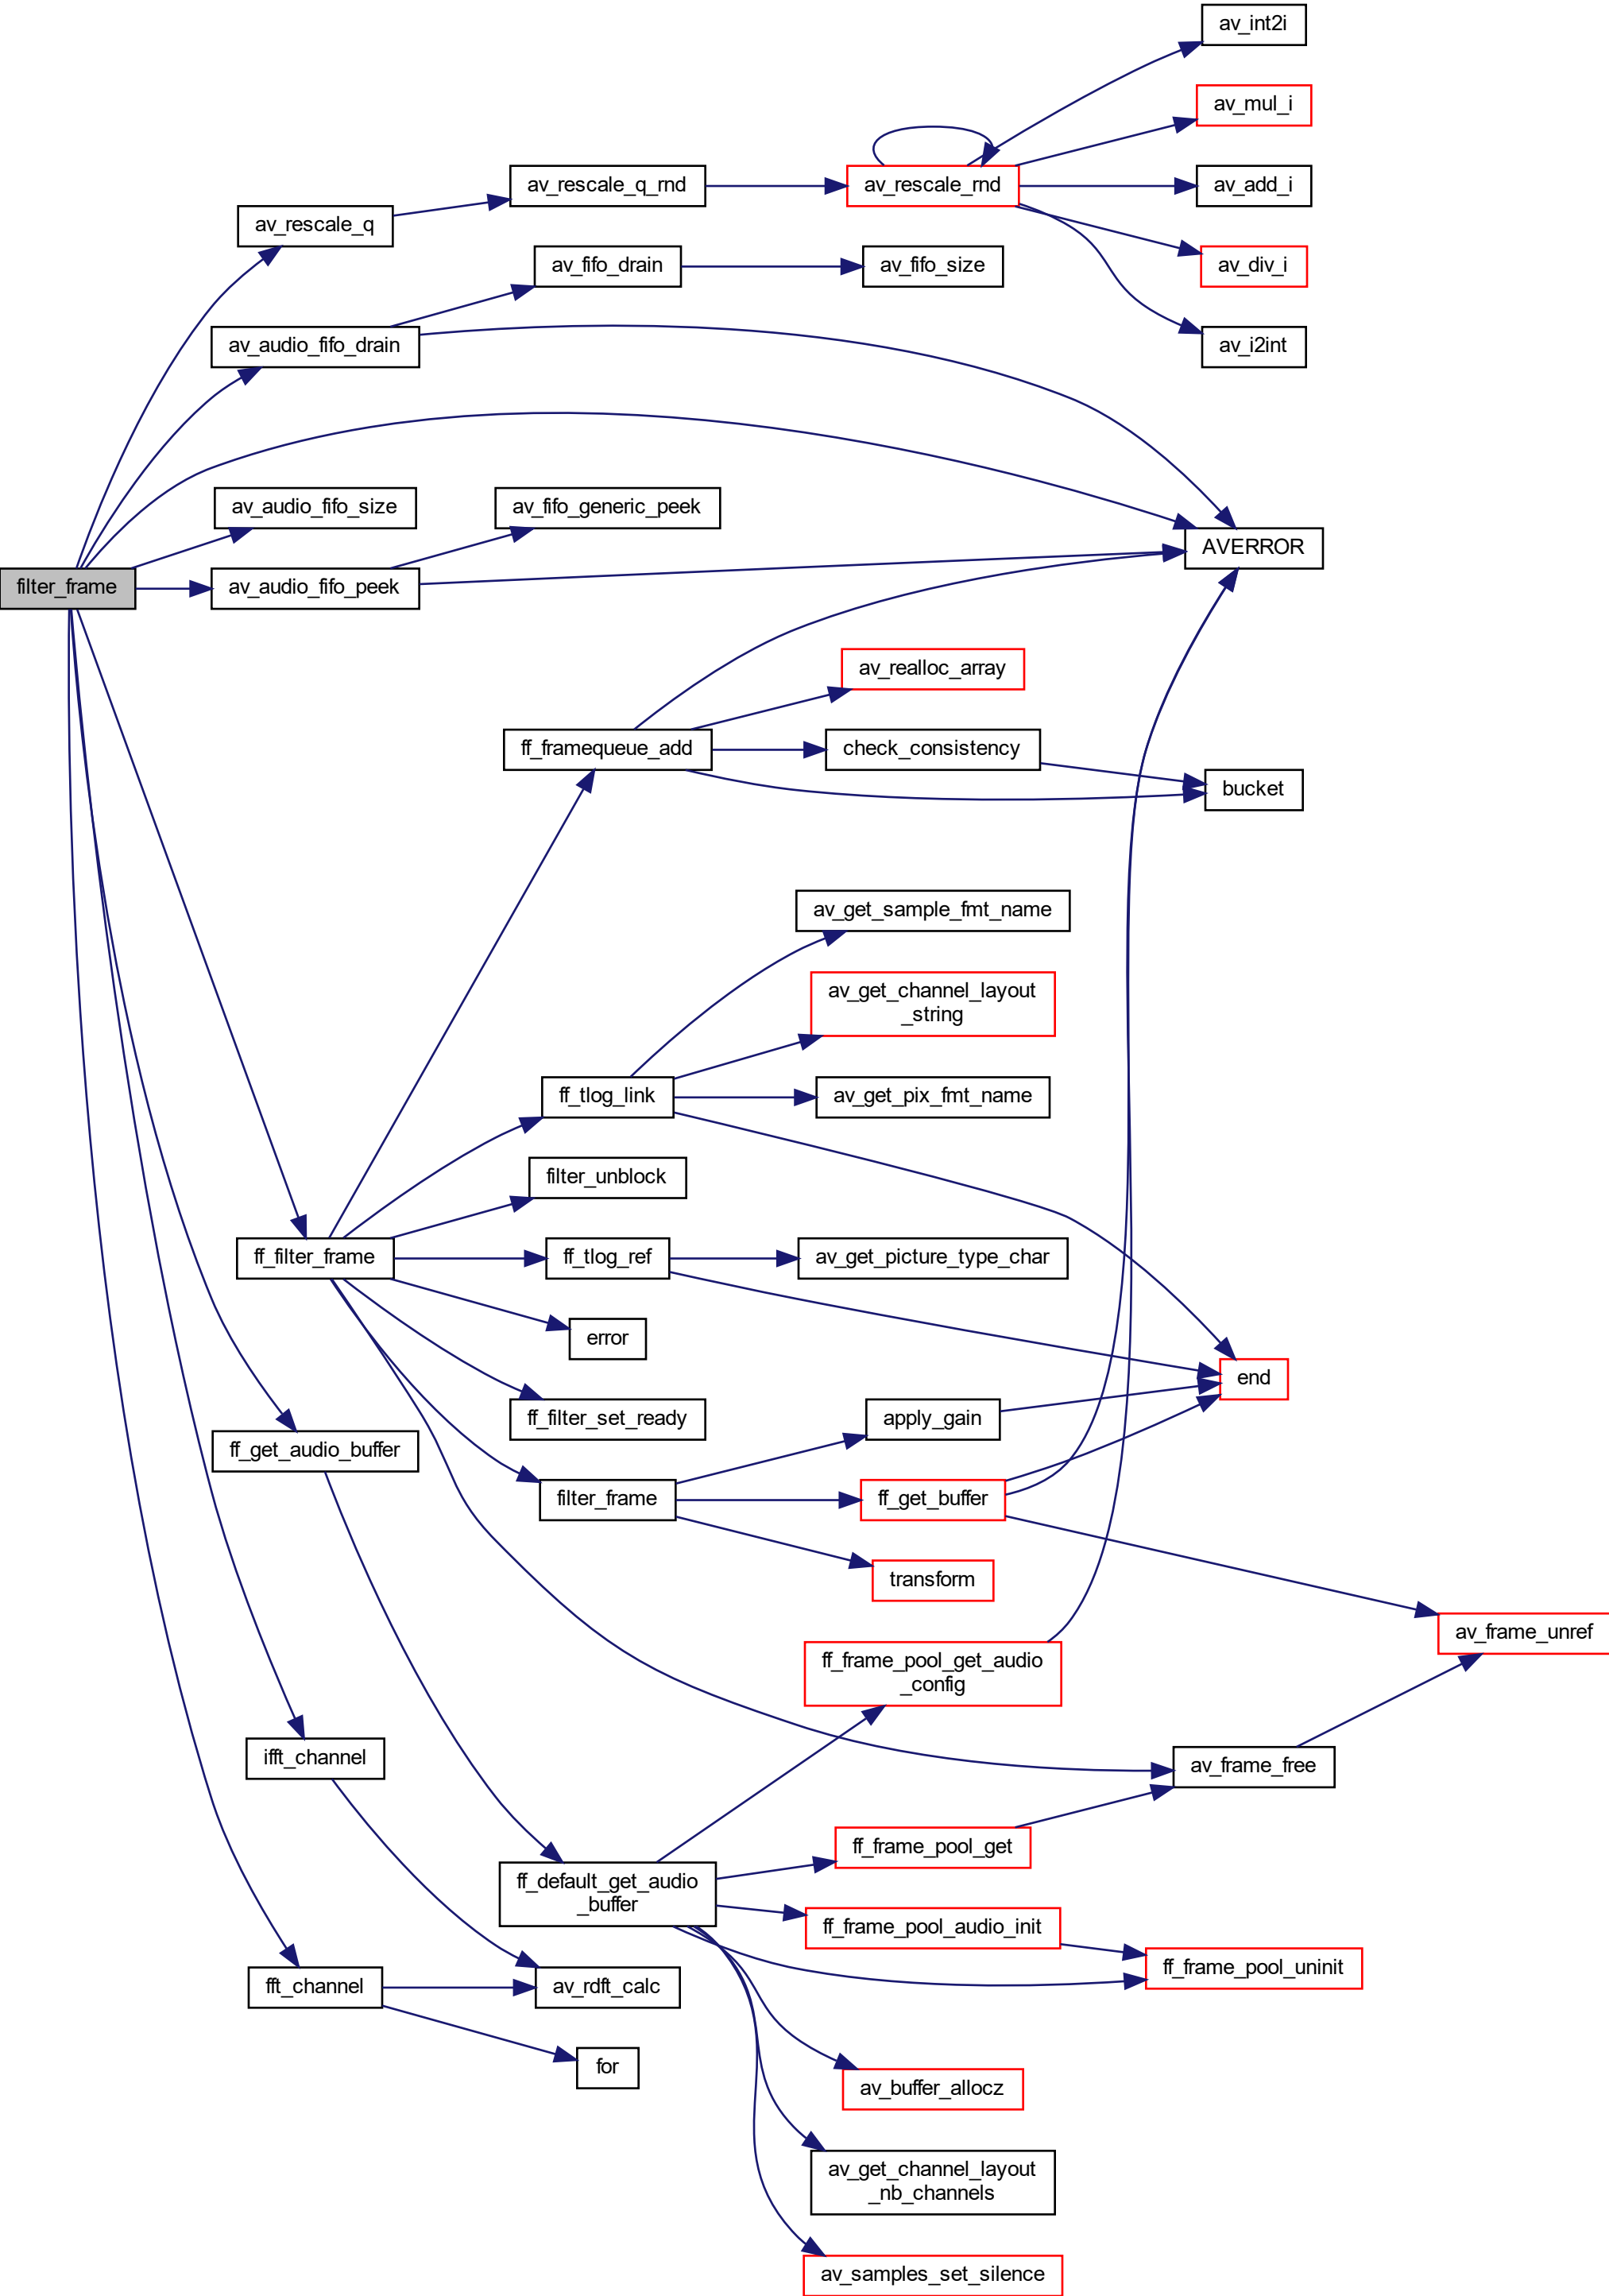 av_int2i
av_mul_i
av_rescale_q_rnd
av_rescale_rnd
av_add_i
av_rescale_q
av_div_i
av_fifo_drain
av_fifo_size
av_audio_fifo_drain
av_i2int
av_audio_fifo_size
av_fifo_generic_peek
AVERROR
filter_frame
av_audio_fifo_peek
av_realloc_array
ff_framequeue_add
check_consistency
bucket
av_get_sample_fmt_name
av_get_channel_layout
_string
ff_tlog_link
av_get_pix_fmt_name
filter_unblock
ff_filter_frame
ff_tlog_ref
av_get_picture_type_char
error
end
ff_filter_set_ready
apply_gain
ff_get_audio_buffer
filter_frame
ff_get_buffer
transform
av_frame_unref
ff_frame_pool_get_audio
_config
ifft_channel
av_frame_free
ff_frame_pool_get
ff_default_get_audio
_buffer
ff_frame_pool_audio_init
ff_frame_pool_uninit
fft_channel
av_rdft_calc
for
av_buffer_allocz
av_get_channel_layout
_nb_channels
av_samples_set_silence